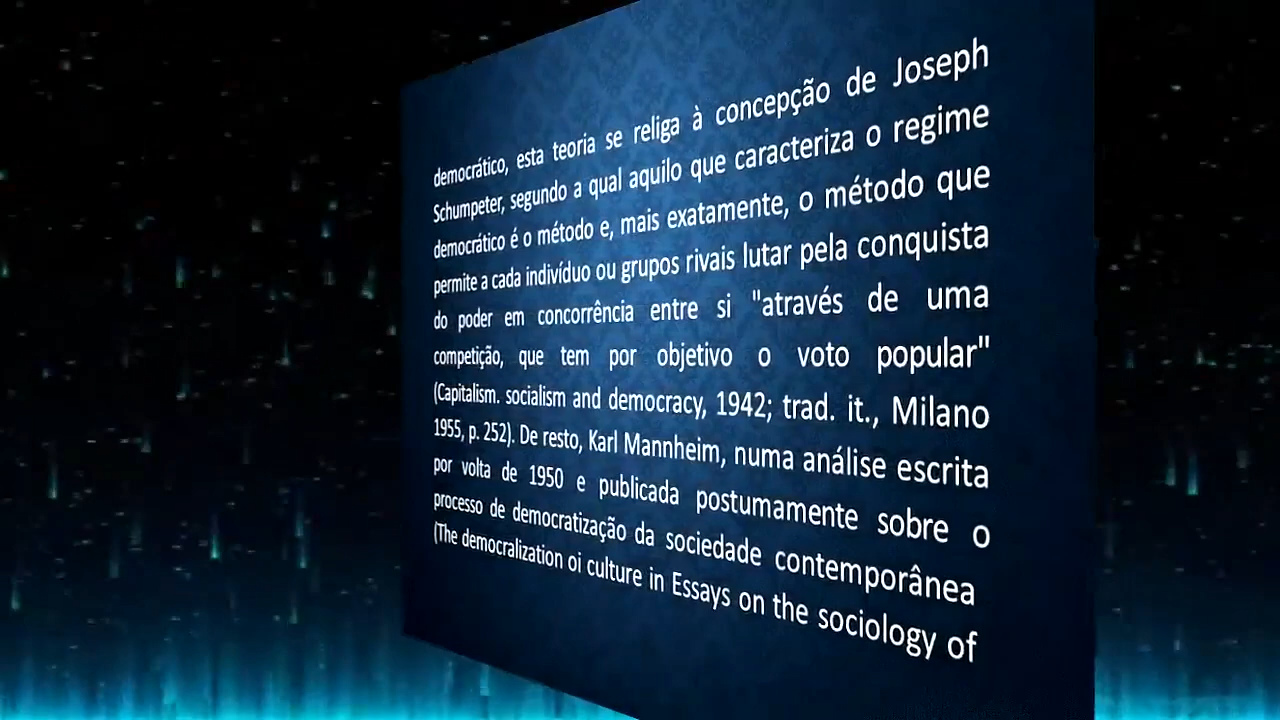 democrático, esta teoria se religa à concepção de Joseph
Schumpeter, segundo a qual aquilo que caracteriza o regime
democrático é o método e, mais exatamente, o método que
permite a cada indivíduo ou grupos rivais lutar pela conquista
do poder em concorrência entre si "através de uma
competição, que tem por objetivo o voto popular"
(Capitalism. socialism and democracy, 1942; trad. it., Milano
1955, p. 252). De resto, Karl Mannheim, numa análise escrita
por volta de 1950 e publicada postumamente sobre o
processo de democratização da sociedade contemporânea
(The democralization oi culture in Essays on the sociology of